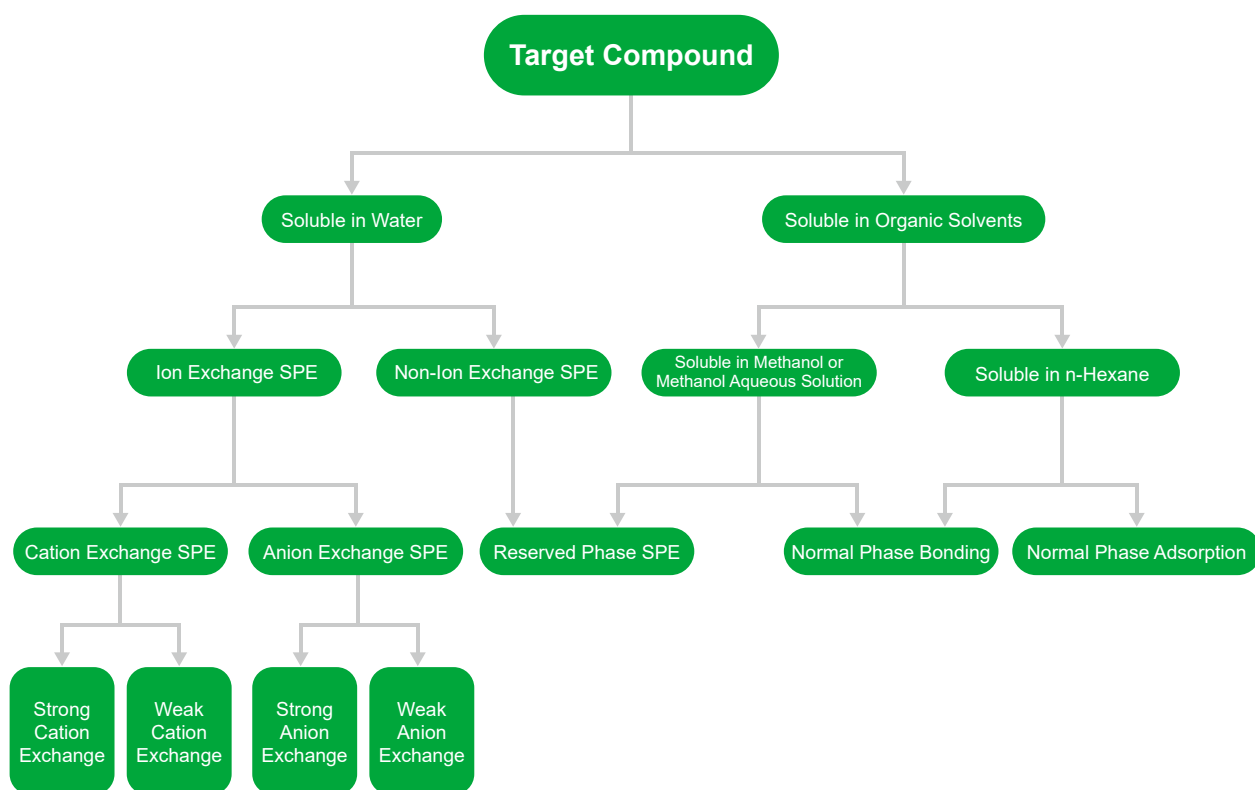 Target Compound
Soluble in Water
Soluble in Organic Solvents
Ion Exchange SPE
Non-Ion Exchange SPE
Soluble in Methanol or
Methanol Aqueous Solution
Soluble in n-Hexane
Cation Exchange SPE
Anion Exchange SPE
Reserved Phase SPE
Normal Phase Bonding
Normal Phase Adsorption
Strong
Cation
Exchange
Weak
Cation
Exchange
Strong
Anion
Exchange
Weak
Anion
Exchange